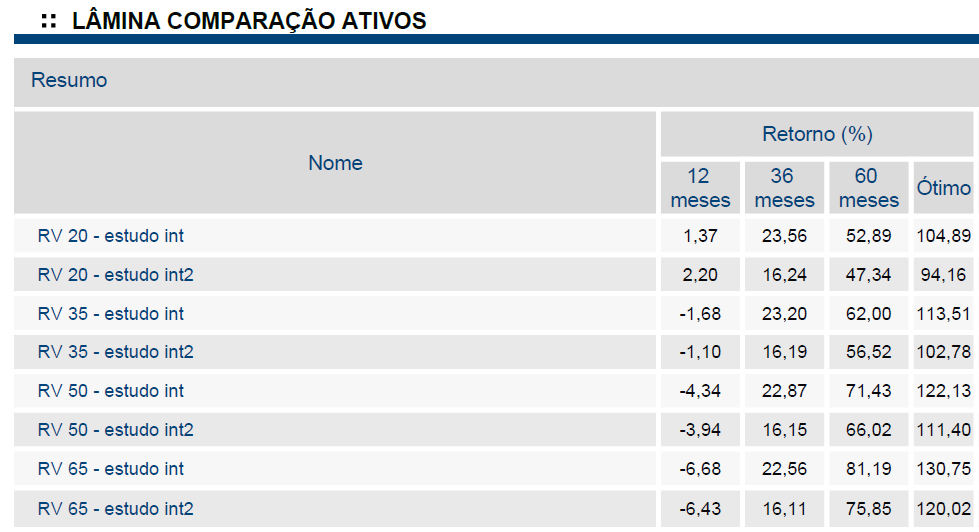 :: LÂMINA COMPARAÇÃO ATIVOS
Resumo
Nome Retorno (%)
12 meses 36 meses 60 meses Ótimo
RV 20 - estudo int 1,37 23,56 52,89 104,89
RV 20 - estudo int2 2,20 16,24 47,34 94,16
RV 35 - estudo int -1,68 23,20 62,00 113,51
RV 35 - estudo int2 -1,10 16,19 56,52 102,78
RV 50 - estudo int -4,34 22,87 71,43 122,13
RV 50 - estudo int2 -3,94 16,15 66,02 111,40
RV 65 - estudo int -6,68 22,56 81,19 130,75
RV 65 - estudo int2 -6,43 16,11 75,85 120,02